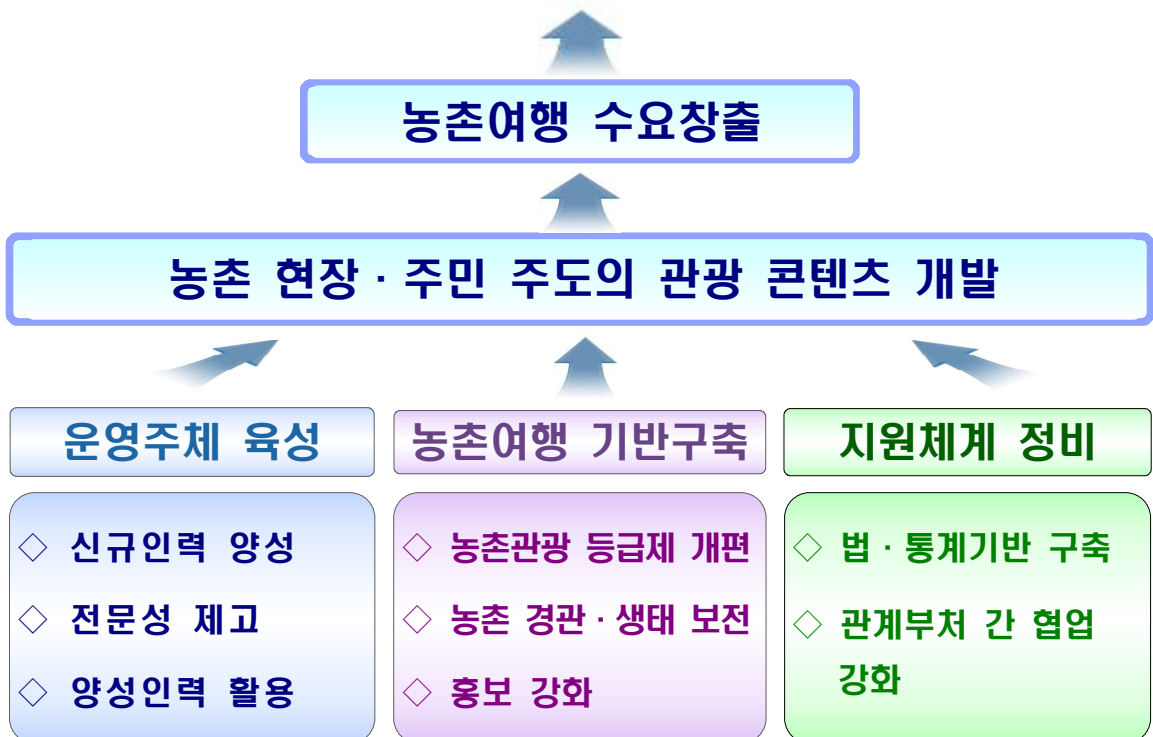 농촌여행 수요창출
농촌 현장·주민 주도의 관광 콘텐츠 개발
운영주체 육성
◇ 신규인력 양성
◇ 전문성 제고
◇ 양성인력 활용
농촌여행 기반구축
◇ 농촌관광 등급제 개편
◇ 농촌 경관·생태 보전
◇ 홍보 강화
지원체계 정비
◇ 법·통계기반 구축
◇ 관계부처 간 협업
강화